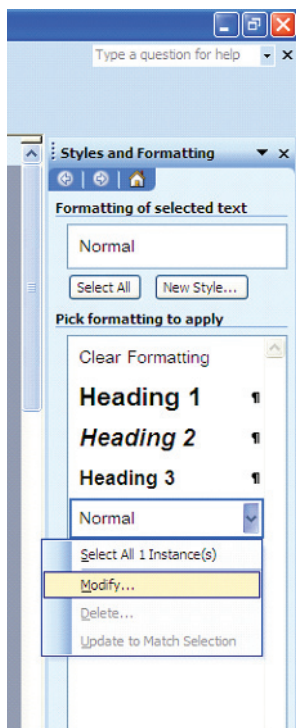 Type a question for help
Styles and Formatting
Formatting of selected text
Normal
Select All New Style...
Pick formatting to apply
Clear Formatting
Heading 1 ¶
Heading 2 ¶
Heading 3 ¶
Normal
Select All 1 Instance(s)
Modify...
Delete...
Update to Match Selection